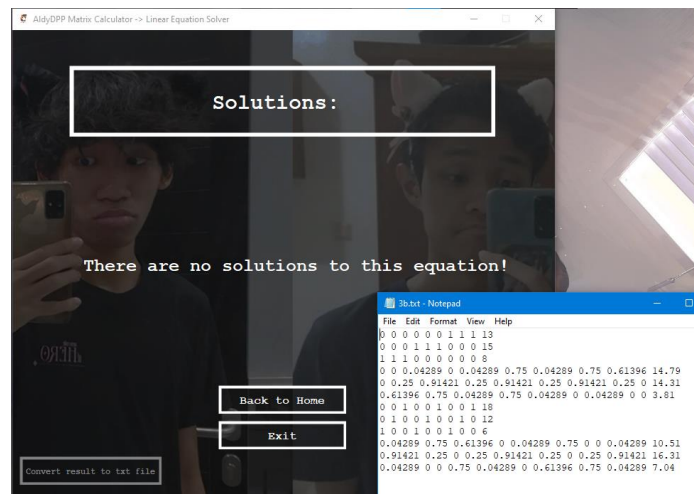 AldyDPP Matrix Calculator -> Linear Equation Solver
Solutions:
There are no solutions to this equation!
Back to Home
Exit
Convert result to txt file
3b.txt - Notepad
File Edit Format View Help
0 0 0 0 0 0 1 1 1 13
0 0 0 1 1 1 0 0 0 15
1 1 1 0 0 0 0 0 0 8
0 0 0.04289 0 0.04289 0.75 0.04289 0.75 0.61396 14.79
0 0.25 0.91421 0.25 0.91421 0.25 0.91421 0.25 0 14.31
0.61396 0.75 0.04289 0.75 0.04289 0 0.04289 0 0 3.81
0 0 1 0 0 1 0 0 1 18
0 1 0 0 1 0 0 1 0 12
1 0 0 1 0 0 1 0 0 6
0.04289 0.75 0.61396 0 0.04289 0.75 0 0 0.04289 10.51
0.91421 0.25 0 0.25 0.91421 0.25 0 0.25 0.91421 16.31
0.04289 0 0 0.75 0.04289 0 0.61396 0.75 0.04289 7.04